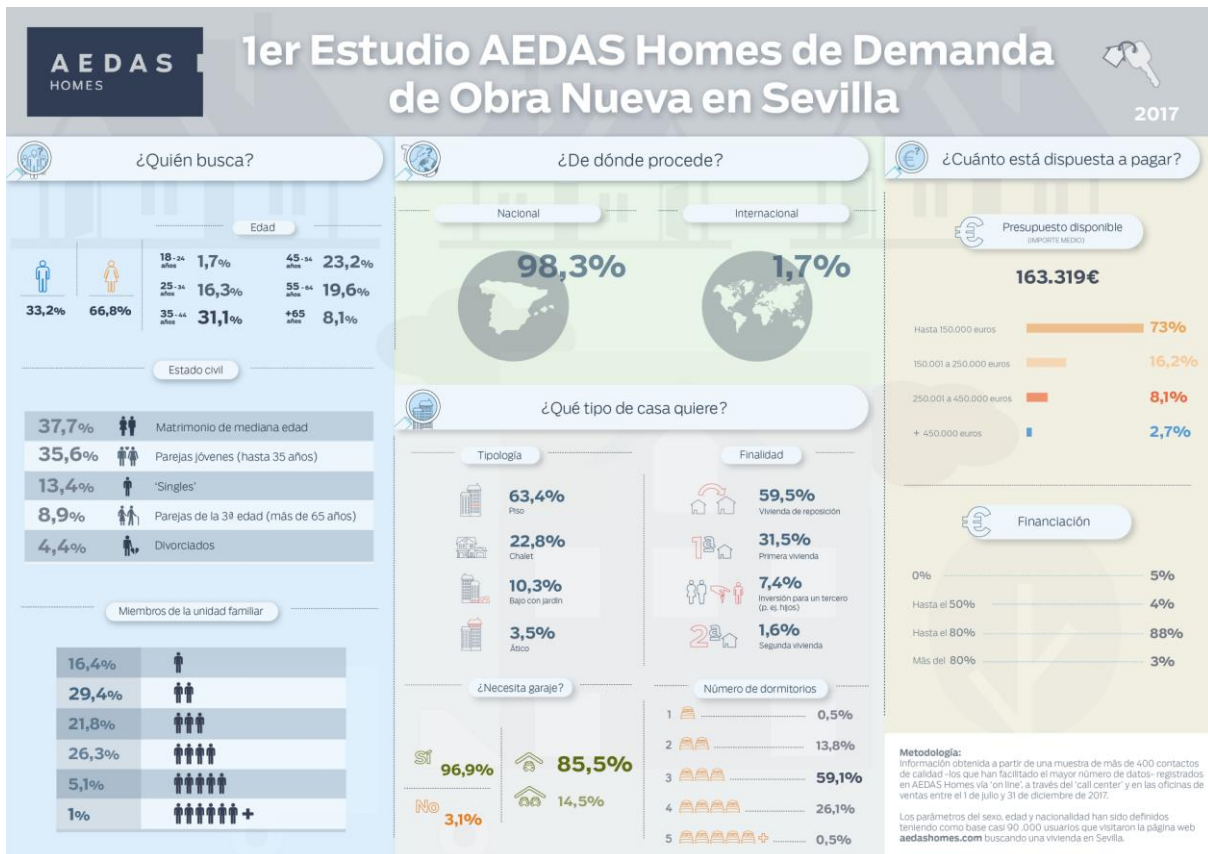 AEDAS
HOMES
1er Estudio AEDAS Homes de Demanda
de Obra Nueva en Sevilla
2017
¿Quién busca?
Edad
33,2%
66,8%
18-24 años 1,7%
25-34 años 16,3%
35-44 años 31,1%
45-54 años 23,2%
55-64 años 19,6%
+65 años 8,1%
Estado civil
37,7% Matrimonio de mediana edad
35,6% Parejas jóvenes (hasta 35 años)
13,4% 'Singles'
8,9% Parejas de la 3ª edad (más de 65 años)
4,4% Divorciados
Miembros de la unidad familiar
16,4%
29,4%
21,8%
26,3%
5,1%
1% +
¿De dónde procede?
Nacional
98,3%
Internacional
1,7%
¿Qué tipo de casa quiere?
Tipología
63,4%
Piso
22,8%
Chalet
10,3%
Bajo con jardín
3,5%
Ático
Finalidad
59,5%
Vivienda de reposición
1ª
31,5%
Primera vivienda
7,4%
Inversión para un tercero
(p. ej. hijos)
2ª
1,6%
Segunda vivienda
¿Necesita garaje?
Sí 96,9%
No 3,1%
85,5%
14,5%
Número de dormitorios
1 0,5%
2 13,8%
3 59,1%
4 26,1%
5 + 0,5%
¿Cuánto está dispuesta a pagar?
€
Presupuesto disponible
(IMPORTE MEDIO)
163.319€
Hasta 150.000 euros 73%
150.001 a 250.000 euros 16,2%
250.001 a 450.000 euros 8,1%
+ 450.000 euros 2,7%
€
Financiación
0% 5%
Hasta el 50% 4%
Hasta el 80% 88%
Más del 80% 3%
Metodología:
Información obtenida a partir de una muestra de más de 400 contactos
de calidad -los que han facilitado el mayor número de datos- registrados
en AEDAS Homes vía 'on line', a través del 'call center' y en las oficinas de
ventas entre el 1 de julio y 31 de diciembre de 2017.
Los parámetros del sexo, edad y nacionalidad han sido definidos
teniendo como base casi 90 .000 usuarios que visitaron la página web
aedashomes.com buscando una vivienda en Sevilla.